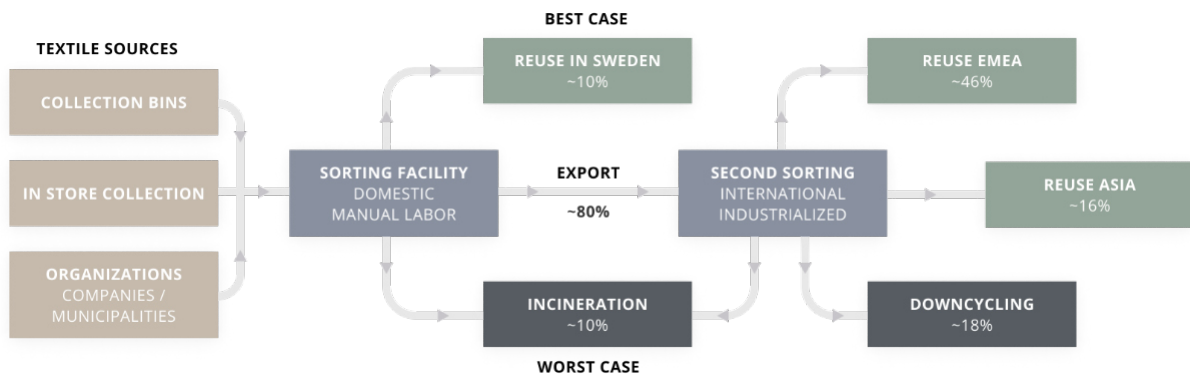 BEST CASE
TEXTILE SOURCES
COLLECTION BINS
IN STORE COLLECTION
ORGANIZATIONS
COMPANIES /
MUNICIPALITIES
SORTING FACILITY
DOMESTIC
MANUAL LABOR
REUSE IN SWEDEN
~10%
EXPORT
~80%
INCINERATION
~10%
WORST CASE
SECOND SORTING
INTERNATIONAL
INDUSTRIALIZED
REUSE EMEA
~46%
REUSE ASIA
~16%
DOWNCYCLING
~18%